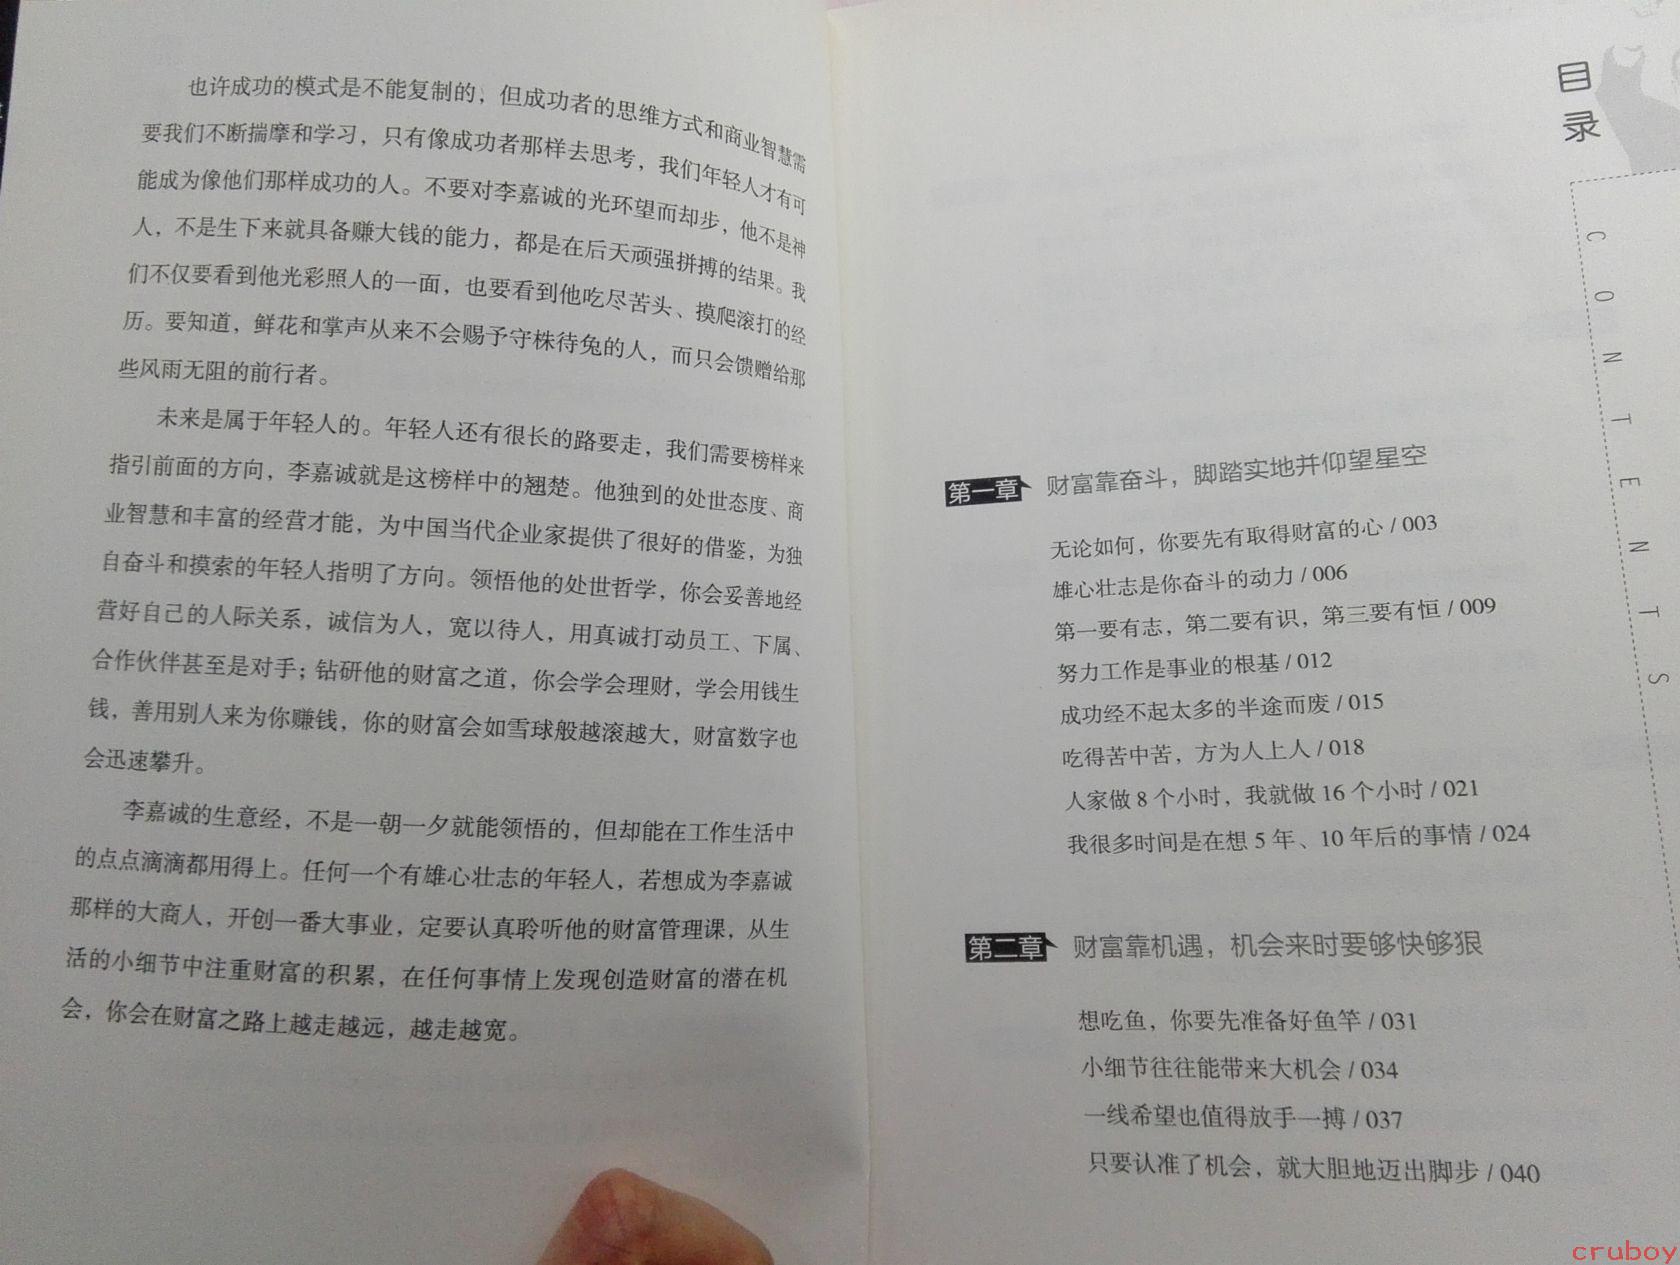 也许成功的模式是不能复制的，但成功者的思维方式和商业智慧需
要我们不断揣摩和学习，只有像成功者那样去思考，我们年轻人才有可
能成为像他们那样成功的人。不要对李嘉诚的光环望而却步，他不是神
人，不是生下来就具备赚大钱的能力，都是在后天顽强拼搏的结果。我
们不仅要看到他光彩照人的一面，也要看到他吃尽苦头、摸爬滚打的经
历。要知道，鲜花和掌声从来不会赐予守株待兔的人，而只会馈赠给那
些风雨无阻的前行者。
未来是属于年轻人的。年轻人还有很长的路要走，我们需要榜样来
指引前面的方向，李嘉诚就是这榜样中的翘楚。他独到的处世态度、商
业智慧和丰富的经营才能，为中国当代企业家提供了很好的借鉴，为独
自奋斗和摸索的年轻人指明了方向。领悟他的处世哲学，你会妥善地经
营好自己的人际关系，诚信为人，宽以待人，用真诚打动员工、下属、
合作伙伴甚至是对手；钻研他的财富之道，你会学会理财，学会用钱生
钱，善用别人来为你赚钱，你的财富会如雪球般越滚越大，财富数字也
会迅速攀升。
李嘉诚的生意经，不是一朝一夕就能领悟的，但却能在工作生活中
的点点滴滴都用得上。任何一个有雄心壮志的年轻人，若想成为李嘉诚
那样的大商人，开创一番大事业，定要认真聆听他的财富管理课，从生
活的小细节中注重财富的积累，在任何事情上发现创造财富的潜在机
会，你会在财富之路上越走越远，越走越宽。
目录
CONTENTS
第一章 财富靠奋斗，脚踏实地并仰望星空
无论如何，你要先有取得财富的心 / 003
雄心壮志是你奋斗的动力 / 006
第一要有志，第二要有识，第三要有恒 / 009
努力工作是事业的根基 / 012
成功经不起太多的半途而废 / 015
吃得苦中苦，方为人上人 / 018
人家做 8 个小时，我就做 16 个小时 / 021
我很多时间是在想 5 年、10 年后的事情 / 024
第二章 财富靠机遇，机会来时要够快够狠
想吃鱼，你要先准备好鱼竿 / 031
小细节往往能带来大机会 / 034
一线希望也值得放手一搏 / 037
只要认准了机会，就大胆地迈出脚步 / 040
cruboy